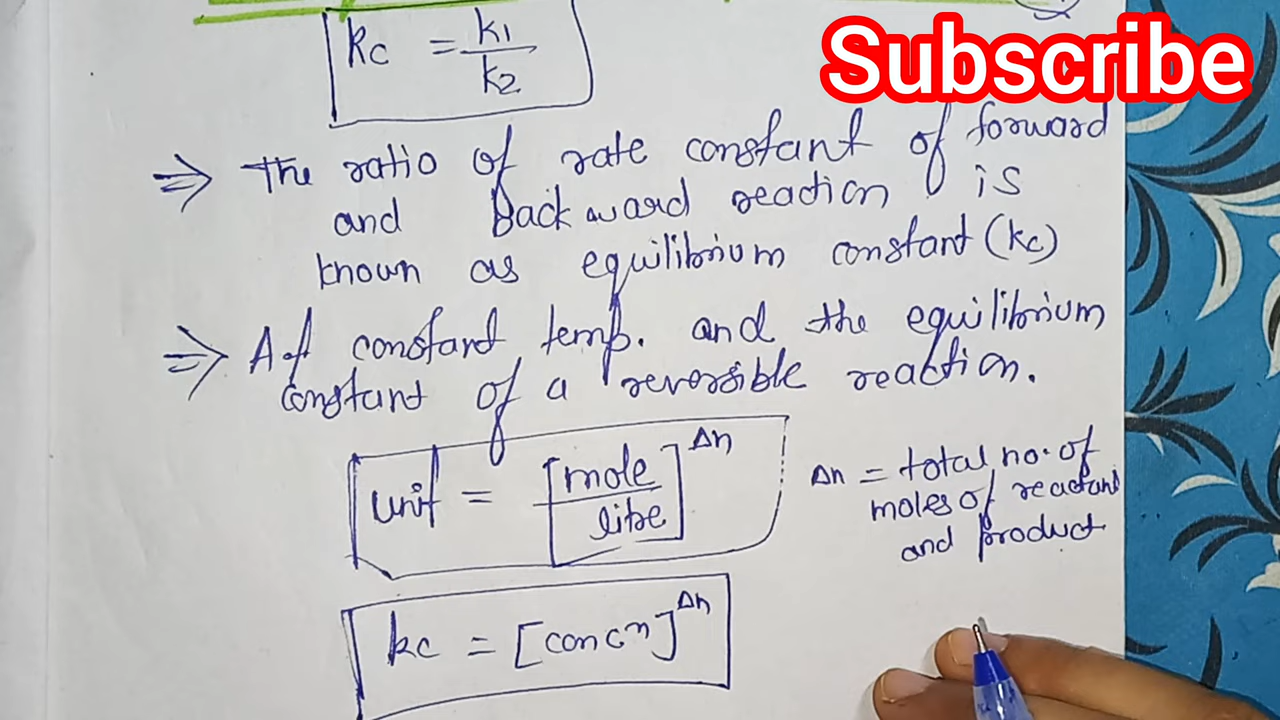 Subscribe
kc = k1/k2
⇒ The ratio of rate constant of forward
and Backward reaction is
known as equilibrium constant (kc)
⇒ At constant temp. and the equilibrium
constant of a reversible reaction.
unit = [mole/litre]^Δn
Δn = total no. of
moles of reactant
and product
kc = [concn]^Δn